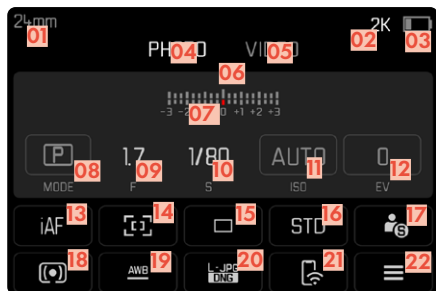 24mm 2K
01 02 03
PHOTO VIDEO
04 05
06
07
-3 -2 0 +1 +2 +3
P 1.7 1/80 AUTO 0
08 09 10 11 12
MODE F S ISO EV
13 14 15 16 17
iAF STD S
18 19 20 21 22
AWB L-JPG
DNG